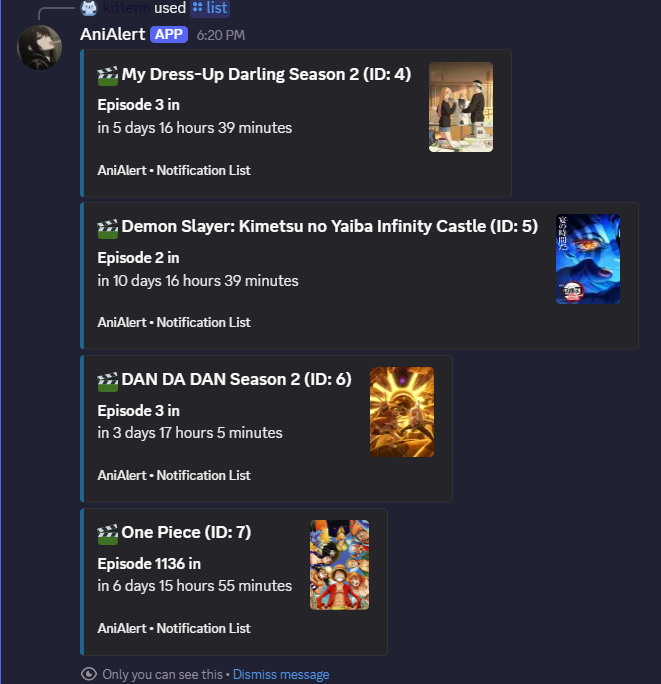 kittenn used list
AniAlert APP 6:20 PM
My Dress-Up Darling Season 2 (ID: 4)
Episode 3 in
in 5 days 16 hours 39 minutes
AniAlert • Notification List
Demon Slayer: Kimetsu no Yaiba Infinity Castle (ID: 5)
Episode 2 in
in 10 days 16 hours 39 minutes
AniAlert • Notification List
宴の時間だ
DAN DA DAN Season 2 (ID: 6)
Episode 3 in
in 3 days 17 hours 5 minutes
AniAlert • Notification List
One Piece (ID: 7)
Episode 1136 in
in 6 days 15 hours 55 minutes
AniAlert • Notification List
Only you can see this • Dismiss message